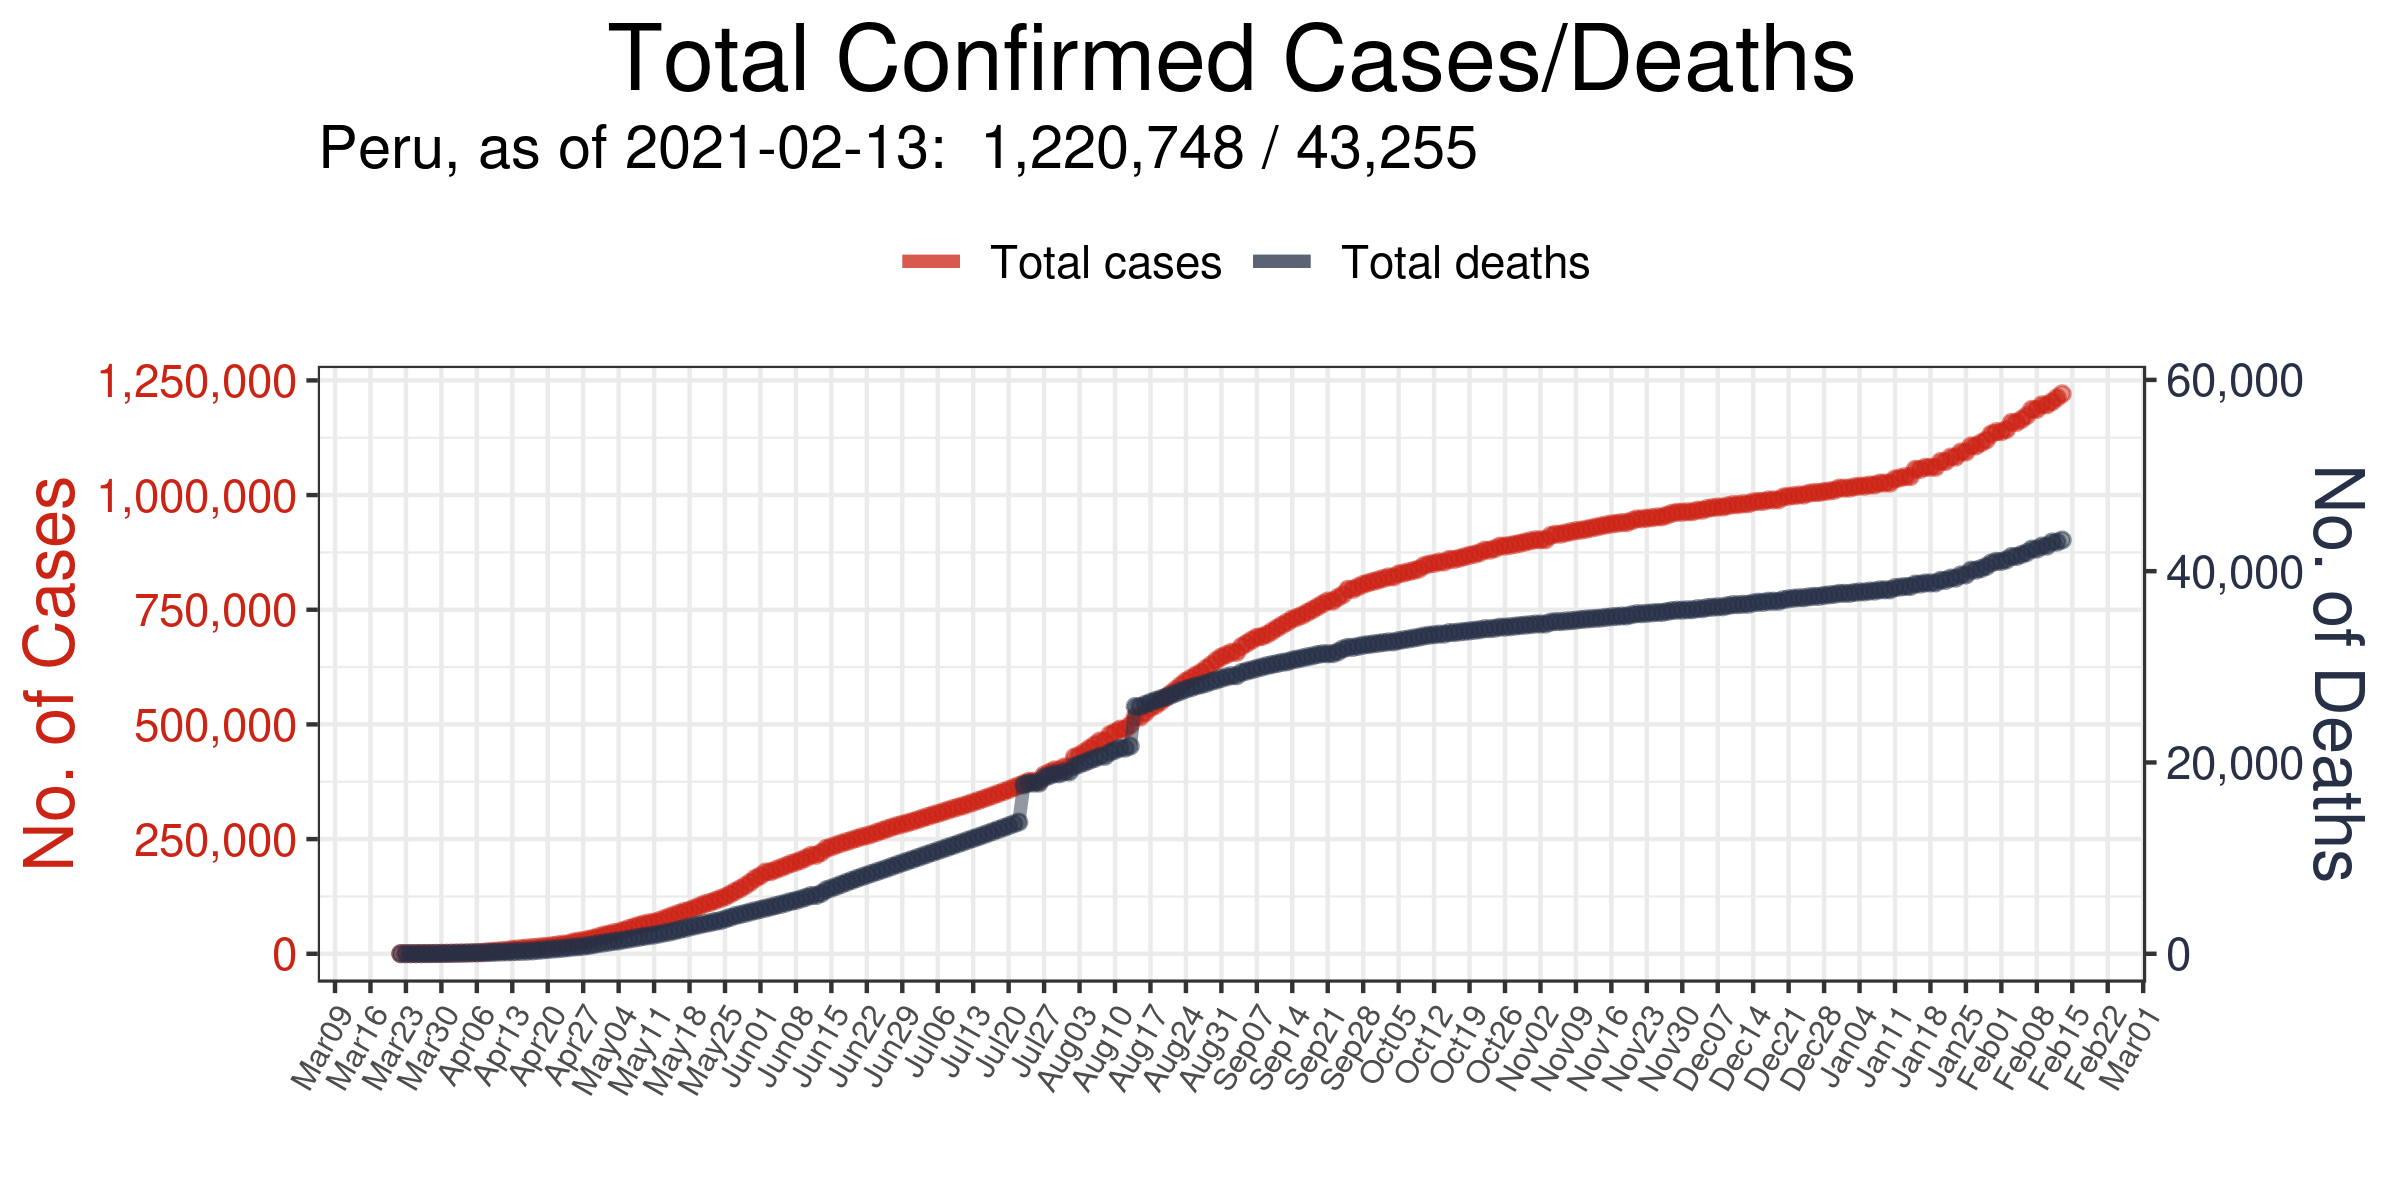 Total Confirmed Cases/Deaths
Peru, as of 2021-02-13:  1,220,748 / 43,255
Total cases
Total deaths
No. of Cases
1,250,000
1,000,000
750,000
500,000
250,000
0
60,000
40,000
20,000
0
No. of Deaths
Mar09
Mar16
Mar23
Mar30
Apr06
Apr13
Apr20
Apr27
May04
May11
May18
May25
Jun01
Jun08
Jun15
Jun22
Jun29
Jul06
Jul13
Jul20
Jul27
Aug03
Aug10
Aug17
Aug24
Aug31
Sep07
Sep14
Sep21
Sep28
Oct05
Oct12
Oct19
Oct26
Nov02
Nov09
Nov16
Nov23
Nov30
Dec07
Dec14
Dec21
Dec28
Jan04
Jan11
Jan18
Jan25
Feb01
Feb08
Feb15
Feb22
Mar01